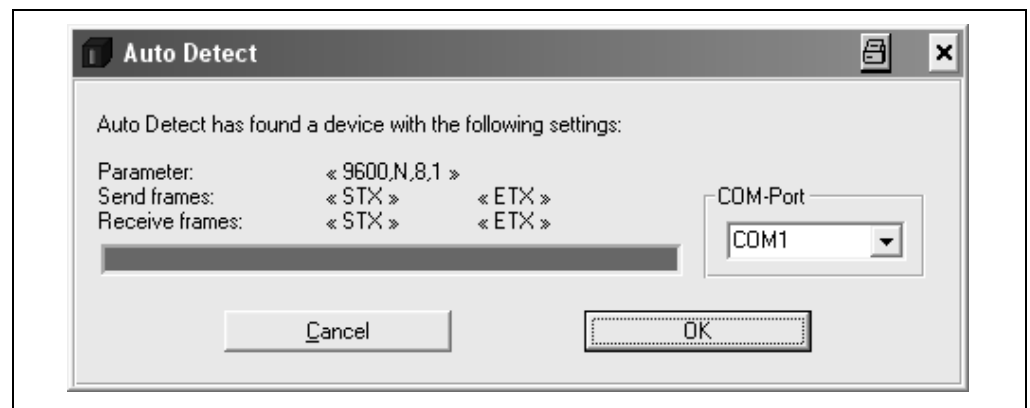 Auto Detect
Auto Detect has found a device with the following settings:
Parameter: « 9600,N,8,1 »
Send frames: « STX » « ETX »
Receive frames: « STX » « ETX »
COM-Port
COM1
Cancel OK